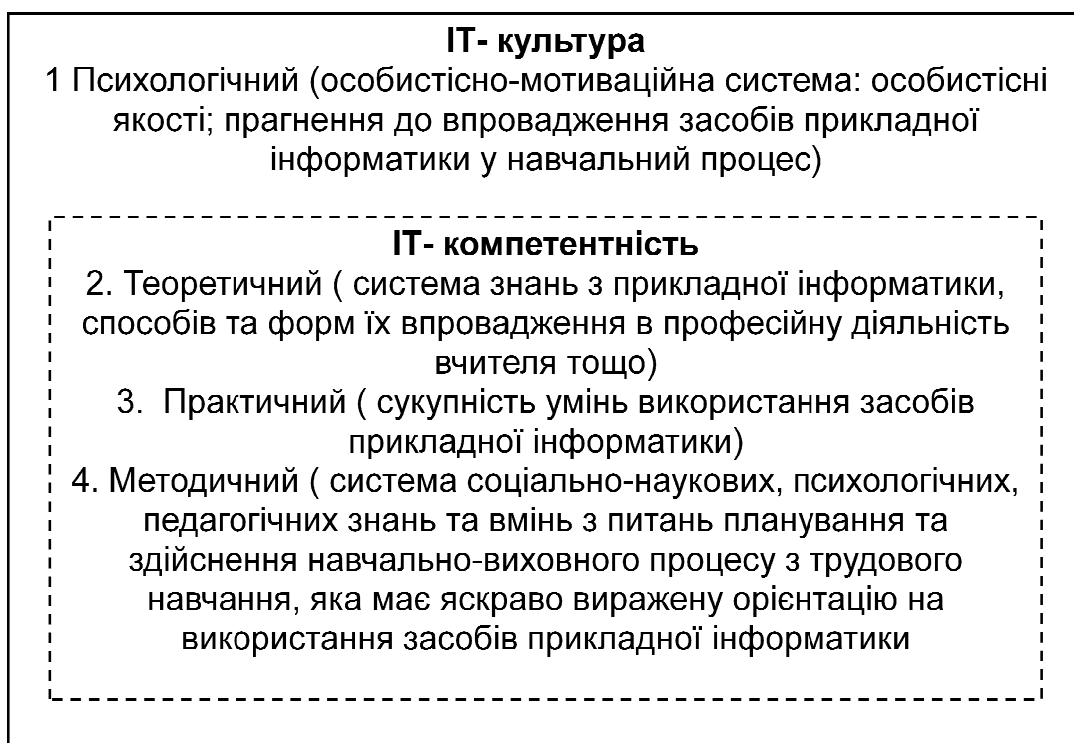 ІТ- культура
1 Психологічний (особистісно-мотиваційна система: особистісні
якості; прагнення до впровадження засобів прикладної
інформатики у навчальний процес)
ІТ- компетентність
2. Теоретичний ( система знань з прикладної інформатики,
способів та форм їх впровадження в професійну діяльність
вчителя тощо)
3.  Практичний ( сукупність умінь використання засобів
прикладної інформатики)
4. Методичний ( система соціально-наукових, психологічних,
педагогічних знань та вмінь з питань планування та
здійснення навчально-виховного процесу з трудового
навчання, яка має яскраво виражену орієнтацію на
використання засобів прикладної інформатики